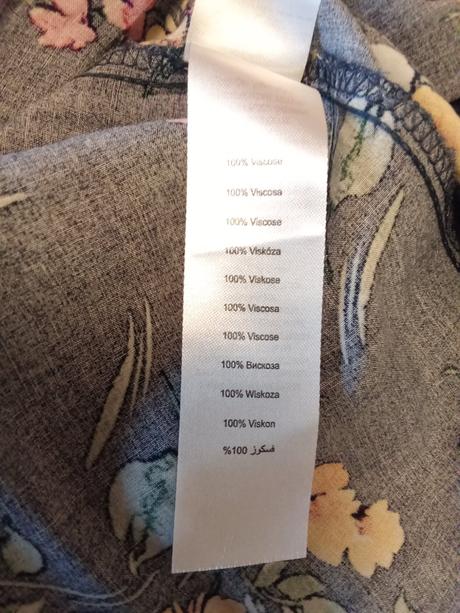 100% Viscose
100% Viscosa
100% Viscose
100% Viskóza
100% Viskose
100% Viscosa
100% Viscose
100% Вискоза
100% Wiskoza
100% Viskon
%100 فسكوز